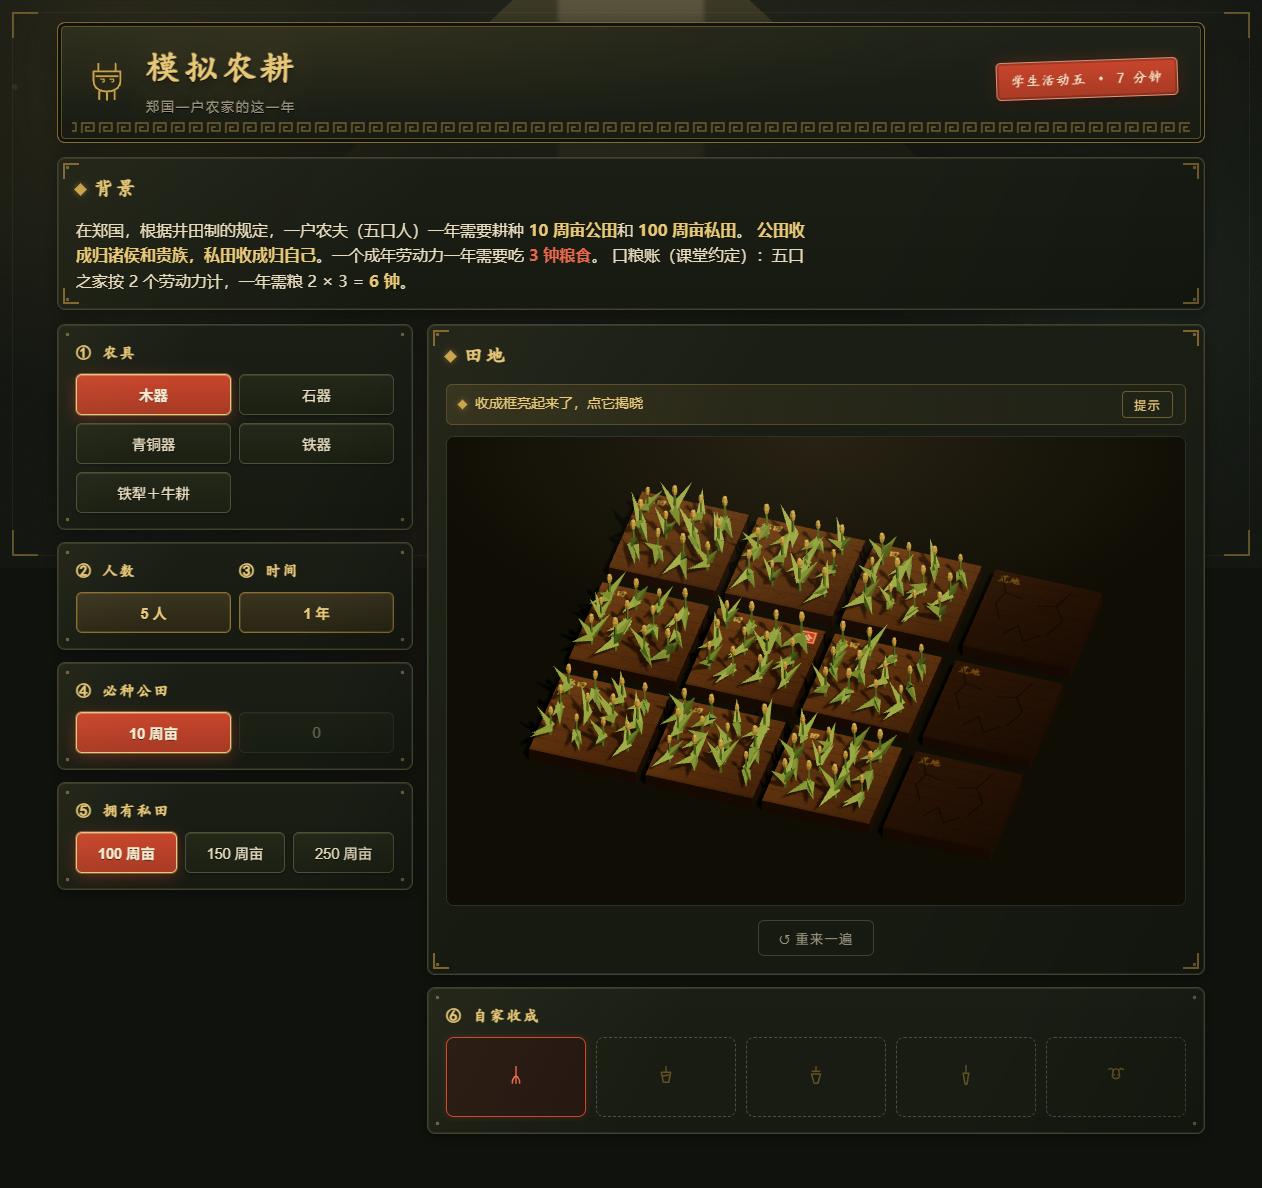 模拟农耕
郑国一户农家的这一年
学生活动五 • 7 分钟
背景
在郑国，根据井田制的规定，一户农夫（五口人）一年需要耕种 10 周亩公田和 100 周亩私田。 公田收
成归诸侯和贵族，私田收成归自己。一个成年劳动力一年需要吃 3 钟粮食。 口粮账（课堂约定）：五口
之家按 2 个劳动力计，一年需粮 2 × 3 = 6 钟。
① 农具
木器
石器
青铜器
铁器
铁犁＋牛耕
② 人数
③ 时间
5 人
1 年
④ 必种公田
10 周亩
0
⑤ 拥有私田
100 周亩
150 周亩
250 周亩
田地
收成框亮起来了，点它揭晓
提示
荒地
荒地
荒地
↺ 重来一遍
⑥ 自家收成